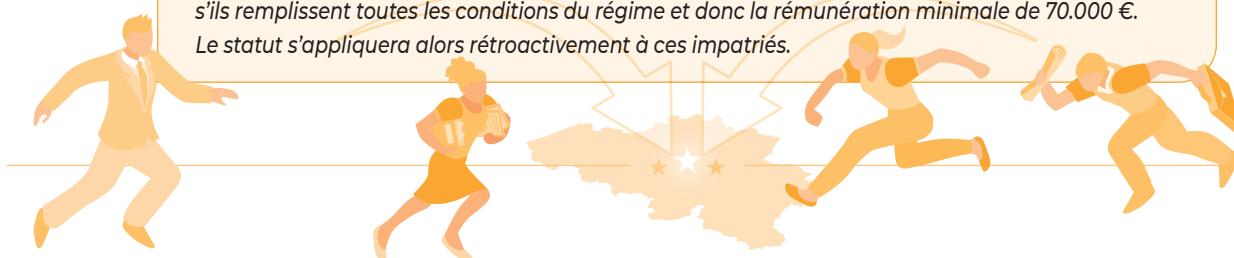 s’ils remplissent toutes les conditions du régime et donc la rémunération minimale de 70.000 €.
Le statut s’appliquera alors rétroactivement à ces impatriés.